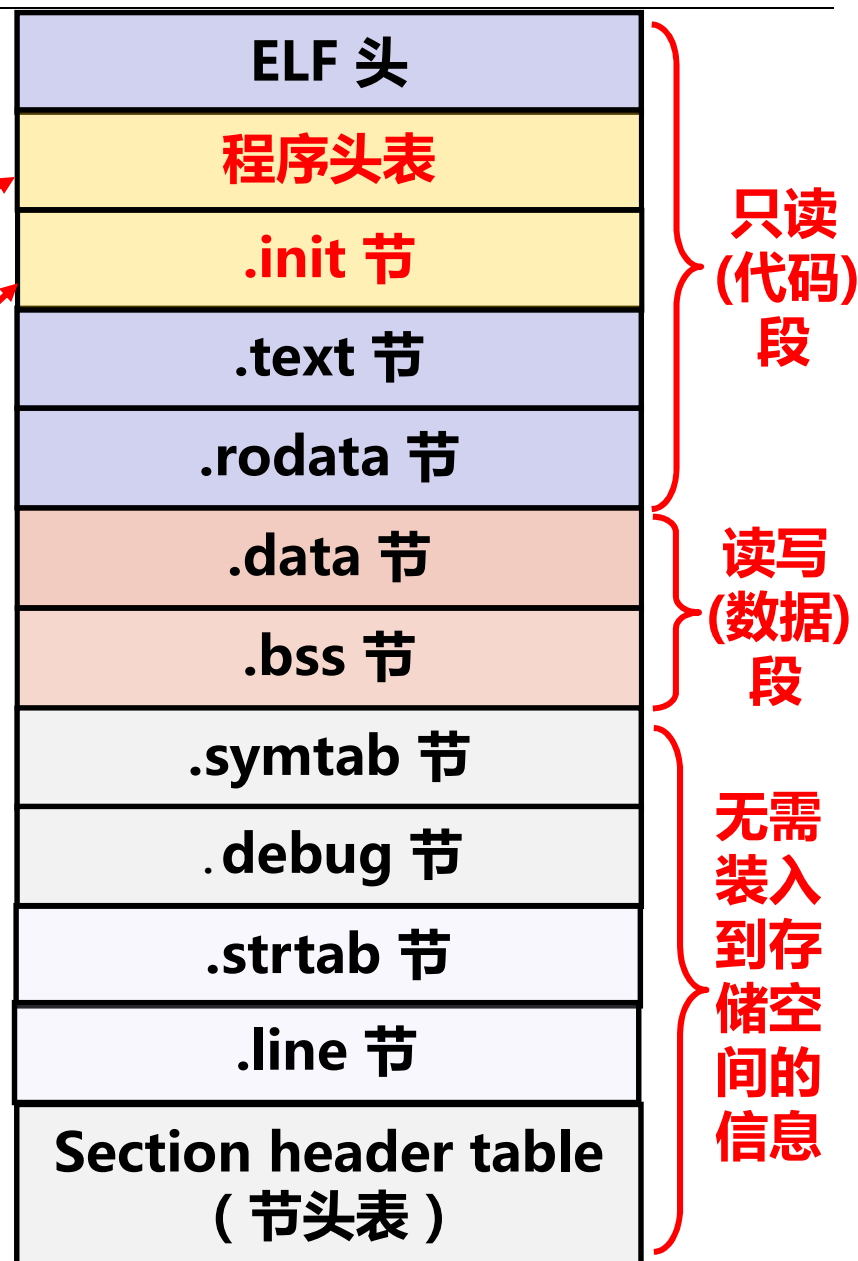 ELF 头
程序头表
.init 节
.text 节
.rodata 节
只读
(代码)
段
.data 节
.bss 节
读写
(数据)
段
.symtab 节
.debug 节
.strtab 节
.line 节
Section header table
(节头表)
无需
装入
到存
储空
间的
信息